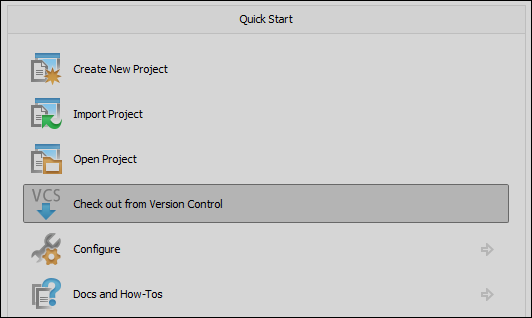 Quick Start
Create New Project
Import Project
Open Project
VCS
Check out from Version Control
Configure
Docs and How-Tos